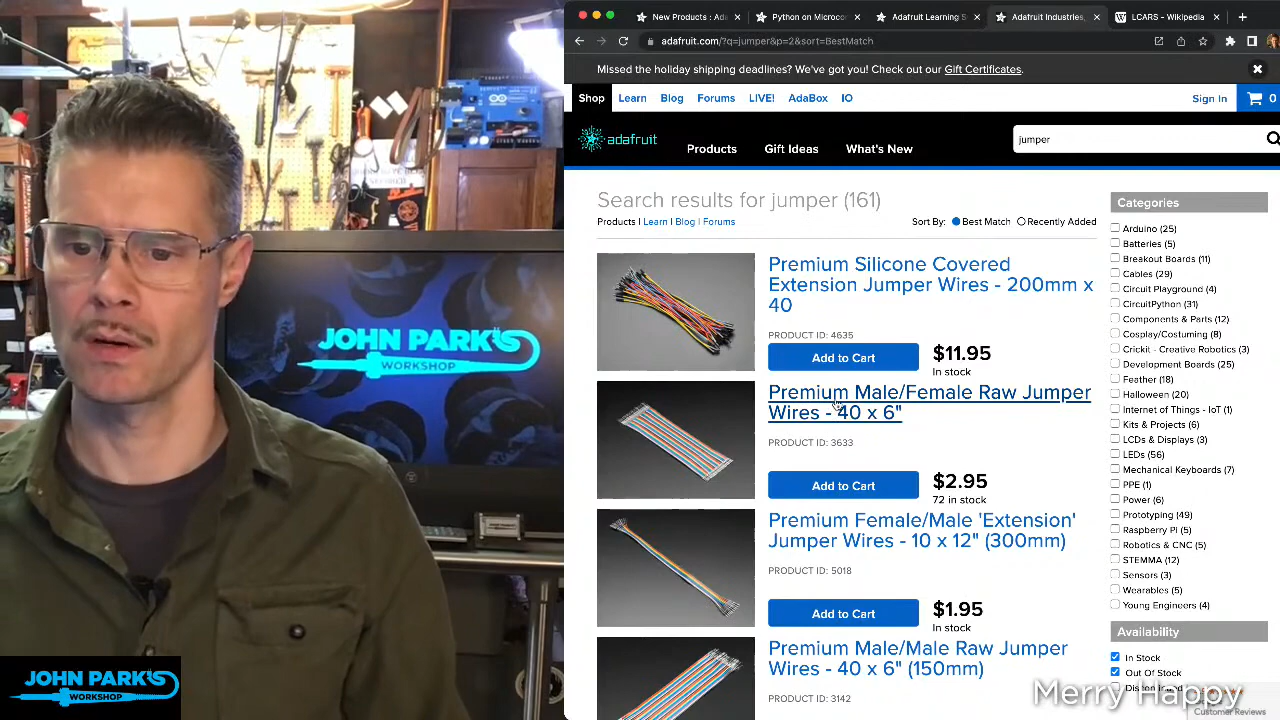 New Products : Ada
Python on Microcon
Adafruit Learning S
Adafruit Industries
LCARS - Wikipedia
adafruit.com/?q=jumper&p=2&sort=BestMatch
Missed the holiday shipping deadlines? We've got you! Check out our Gift Certificates.
Shop
Learn
Blog
Forums
LIVE!
AdaBox
IO
Sign In
0
adafruit
Products
Gift Ideas
What's New
jumper
Search results for jumper (161)
Products | Learn | Blog | Forums
Sort By: Best Match Recently Added
Premium Silicone Covered
Extension Jumper Wires - 200mm x
40
PRODUCT ID: 4635
Add to Cart
$11.95
In stock
Premium Male/Female Raw Jumper
Wires - 40 x 6"
PRODUCT ID: 3633
Add to Cart
$2.95
72 in stock
Premium Female/Male 'Extension'
Jumper Wires - 10 x 12" (300mm)
PRODUCT ID: 5018
Add to Cart
$1.95
In stock
Premium Male/Male Raw Jumper
Wires - 40 x 6" (150mm)
PRODUCT ID: 3142
Categories
Arduino (25)
Batteries (5)
Breakout Boards (11)
Cables (29)
Circuit Playground (4)
CircuitPython (31)
Components & Parts (12)
Cosplay/Costuming (8)
Crickit - Creative Robotics (3)
Development Boards (25)
Feather (18)
Halloween (20)
Internet of Things - IoT (1)
Kits & Projects (6)
LCDs & Displays (3)
LEDs (56)
Mechanical Keyboards (7)
PPE (1)
Power (6)
Prototyping (49)
Raspberry Pi (5)
Robotics & CNC (5)
STEMMA (12)
Sensors (3)
Wearables (5)
Young Engineers (4)
Availability
In Stock
Out Of Stock
Merry Happy
Customer Reviews
JOHN PARK'S
WORKSHOP
JOHN PARK'S
WORKSHOP